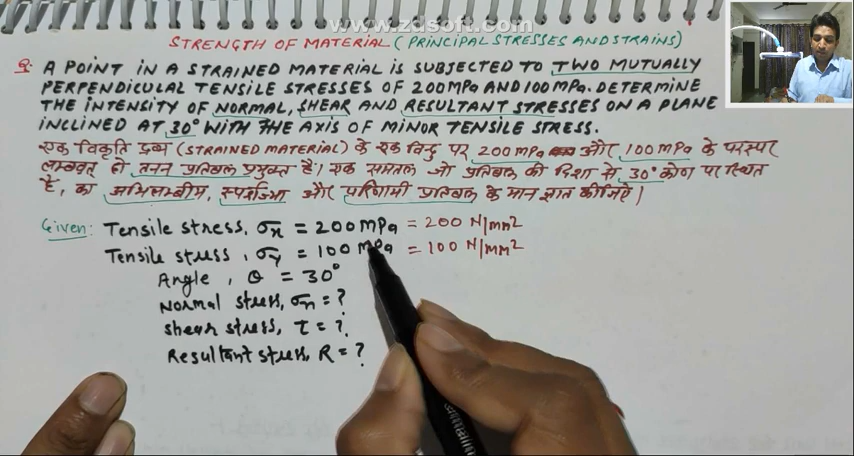 www.zdsoft.com
STRENGTH OF MATERIAL (PRINCIPAL STRESSES AND STRAINS)
Q: A POINT IN A STRAINED MATERIAL IS SUBJECTED TO TWO MUTUALLY
PERPENDICULAR TENSILE STRESSES OF 200MPa AND 100MPa. DETERMINE
THE INTENSITY OF NORMAL, SHEAR AND RESULTANT STRESSES ON A PLANE
INCLINED AT 30° WITH THE AXIS OF MINOR TENSILE STRESS.
एक विकृति द्रव्य (STRAINED MATERIAL) के एक बिन्दु पर 200 MPa और 100 MPa के परस्पर
लम्बवत् दो तनन प्रतिबल प्रयुक्त हैं। एक समतल जो प्रतिबल की दिशा से 30° कोण पर स्थित
है, का अभिलम्बीय, और परिणामी प्रतिबल के मान ज्ञात कीजिए।
Given: Tensile stress, σx = 200 MPa = 200 N/mm²
Tensile stress, σy = 100 MPa = 100 N/mm²
Angle, θ = 30°
Normal stress, σn = ?
Shear stress, τ = ?
Resultant stress, R = ?